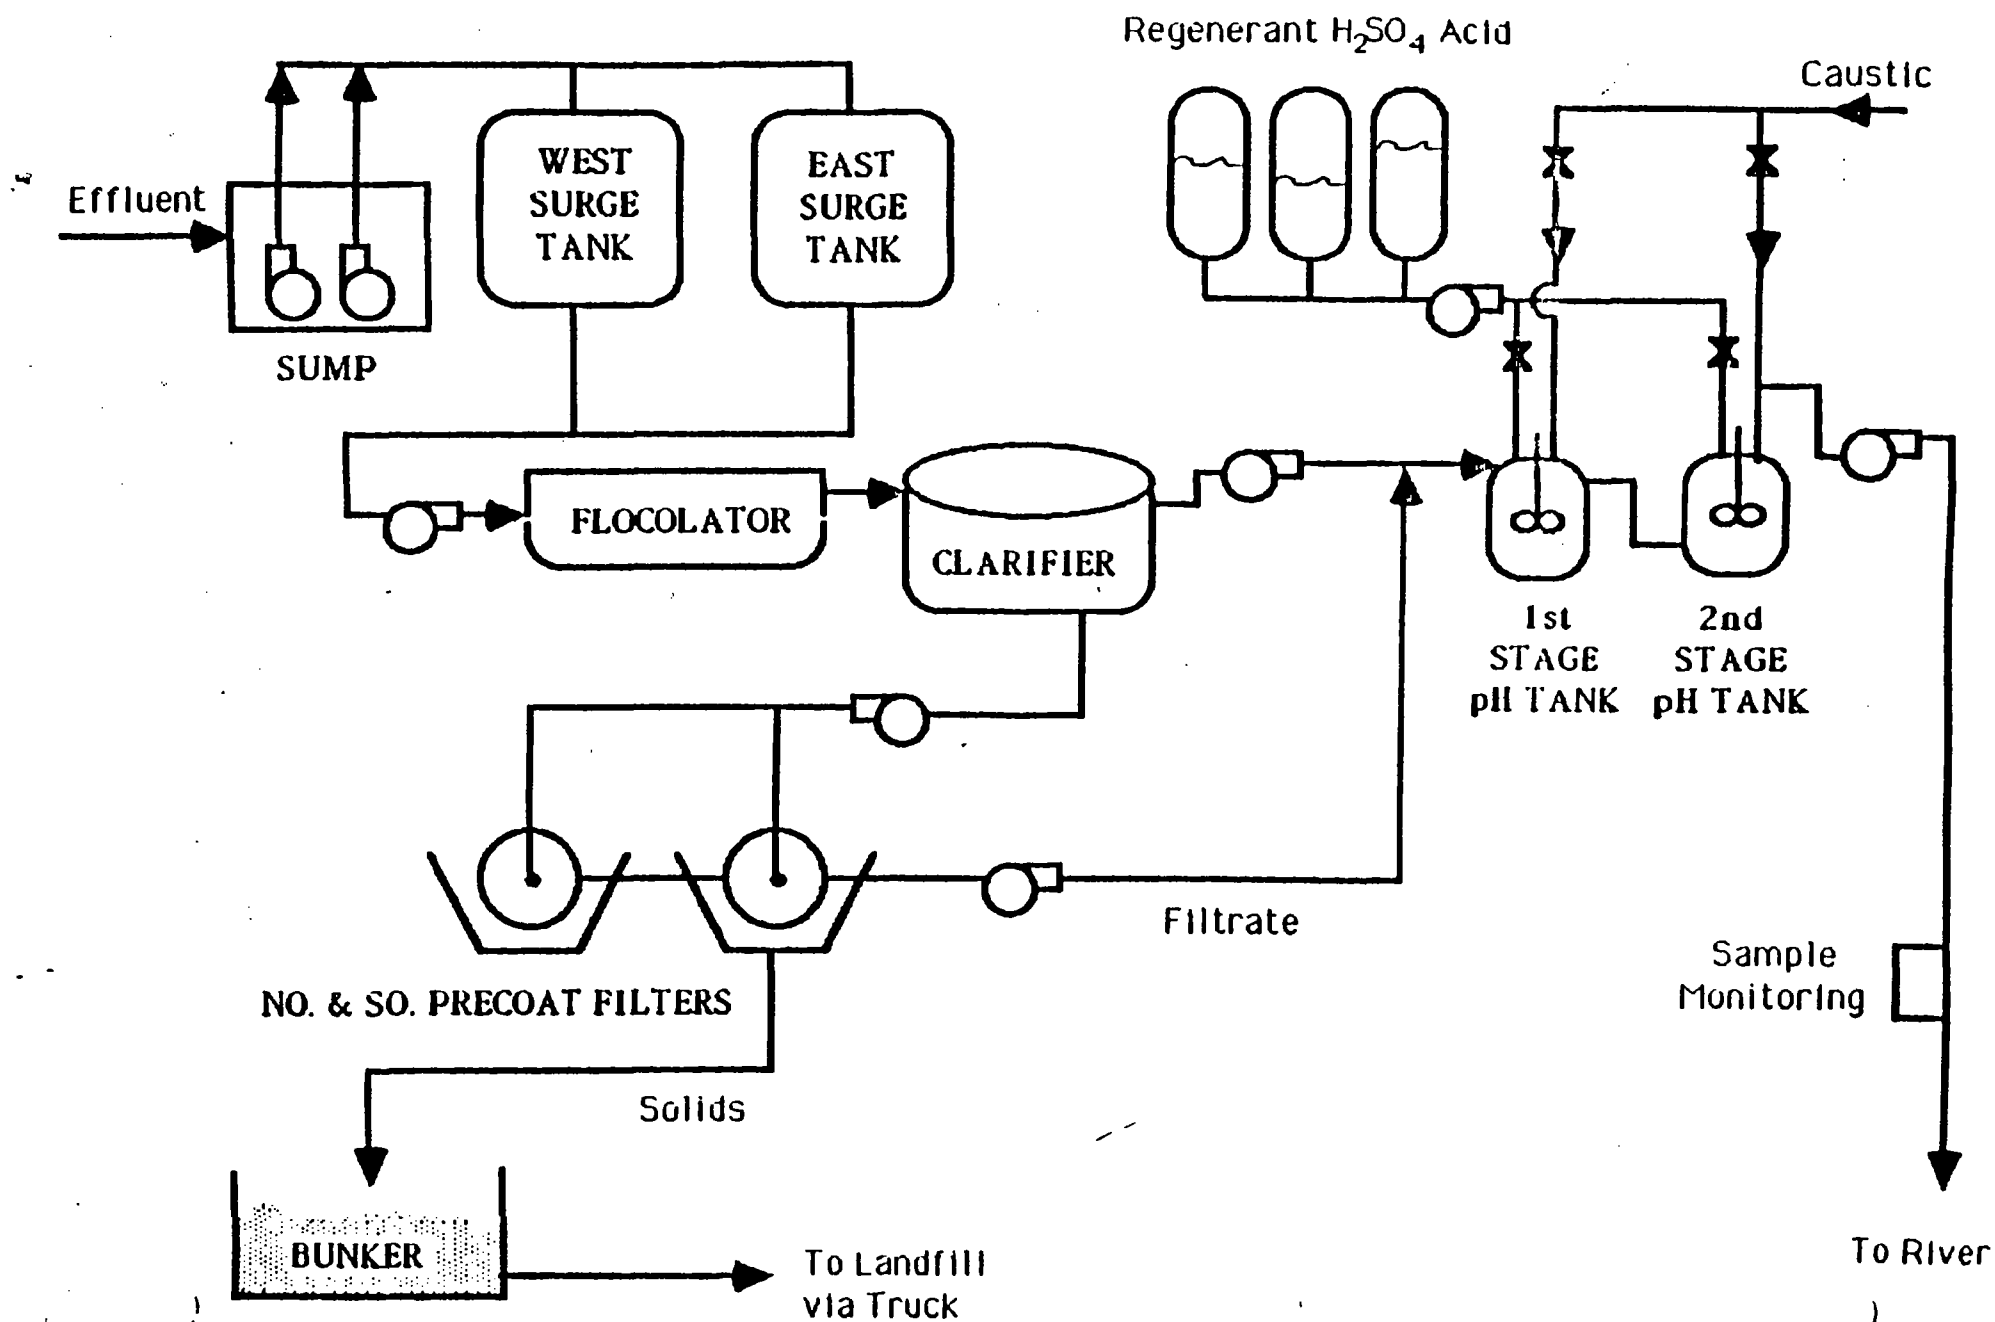 Regenerant H2SO4 Acid
Caustic
Effluent
WEST
SURGE
TANK
EAST
SURGE
TANK
SUMP
FLOCOLATOR
CLARIFIER
1st
STAGE
pH TANK
2nd
STAGE
pH TANK
Filtrate
NO. & SO. PRECOAT FILTERS
Sample
Monitoring
Solids
BUNKER
To Landfill
via Truck
To River